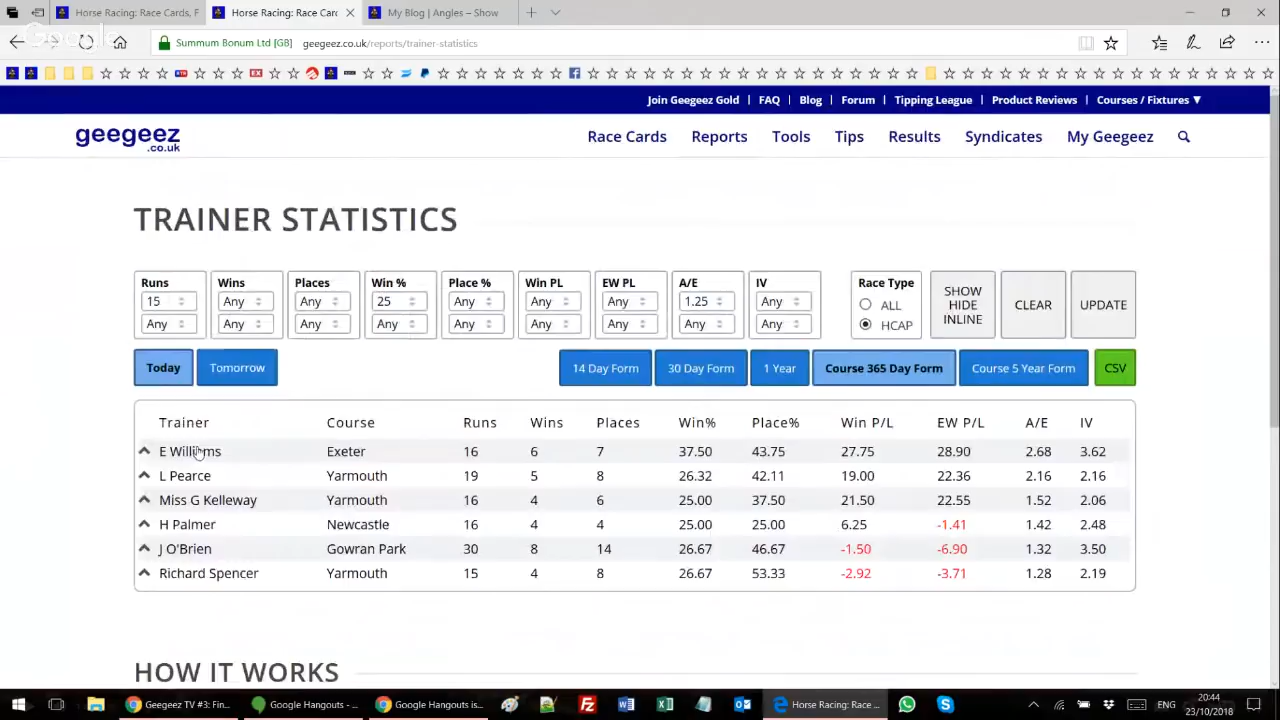 Horse Racing: Race Cards, F
Horse Racing: Race Card
My Blog | Angles – Show
Google
Summum Bonum Ltd [GB]
geegeez.co.uk/reports/trainer-statistics
Join Geegeez Gold | FAQ | Blog | Forum | Tipping League | Product Reviews | Courses / Fixtures ▼
geegeez
.co.uk
Race Cards Reports Tools Tips Results Syndicates My Geegeez
TRAINER STATISTICS
Runs Wins Places Win % Place % Win PL EW PL A/E IV Race Type
15 Any Any 25 Any Any Any 1.25 Any ALL
Any Any Any Any Any Any Any Any Any HCAP
SHOW
HIDE
INLINE
CLEAR
UPDATE
Today Tomorrow 14 Day Form 30 Day Form 1 Year Course 365 Day Form Course 5 Year Form CSV
Trainer Course Runs Wins Places Win% Place% Win P/L EW P/L A/E IV
E Williams Exeter 16 6 7 37.50 43.75 27.75 28.90 2.68 3.62
L Pearce Yarmouth 19 5 8 26.32 42.11 19.00 22.36 2.16 2.16
Miss G Kelleway Yarmouth 16 4 6 25.00 37.50 21.50 22.55 1.52 2.06
H Palmer Newcastle 16 4 4 25.00 25.00 6.25 -1.41 1.42 2.48
J O'Brien Gowran Park 30 8 14 26.67 46.67 -1.50 -6.90 1.32 3.50
Richard Spencer Yarmouth 15 4 8 26.67 53.33 -2.92 -3.71 1.28 2.19
HOW IT WORKS
Geegeez TV #3: Fin...
Google Hangouts - ...
Google Hangouts is...
Horse Racing: Race ...
ENG
20:44
23/10/2018